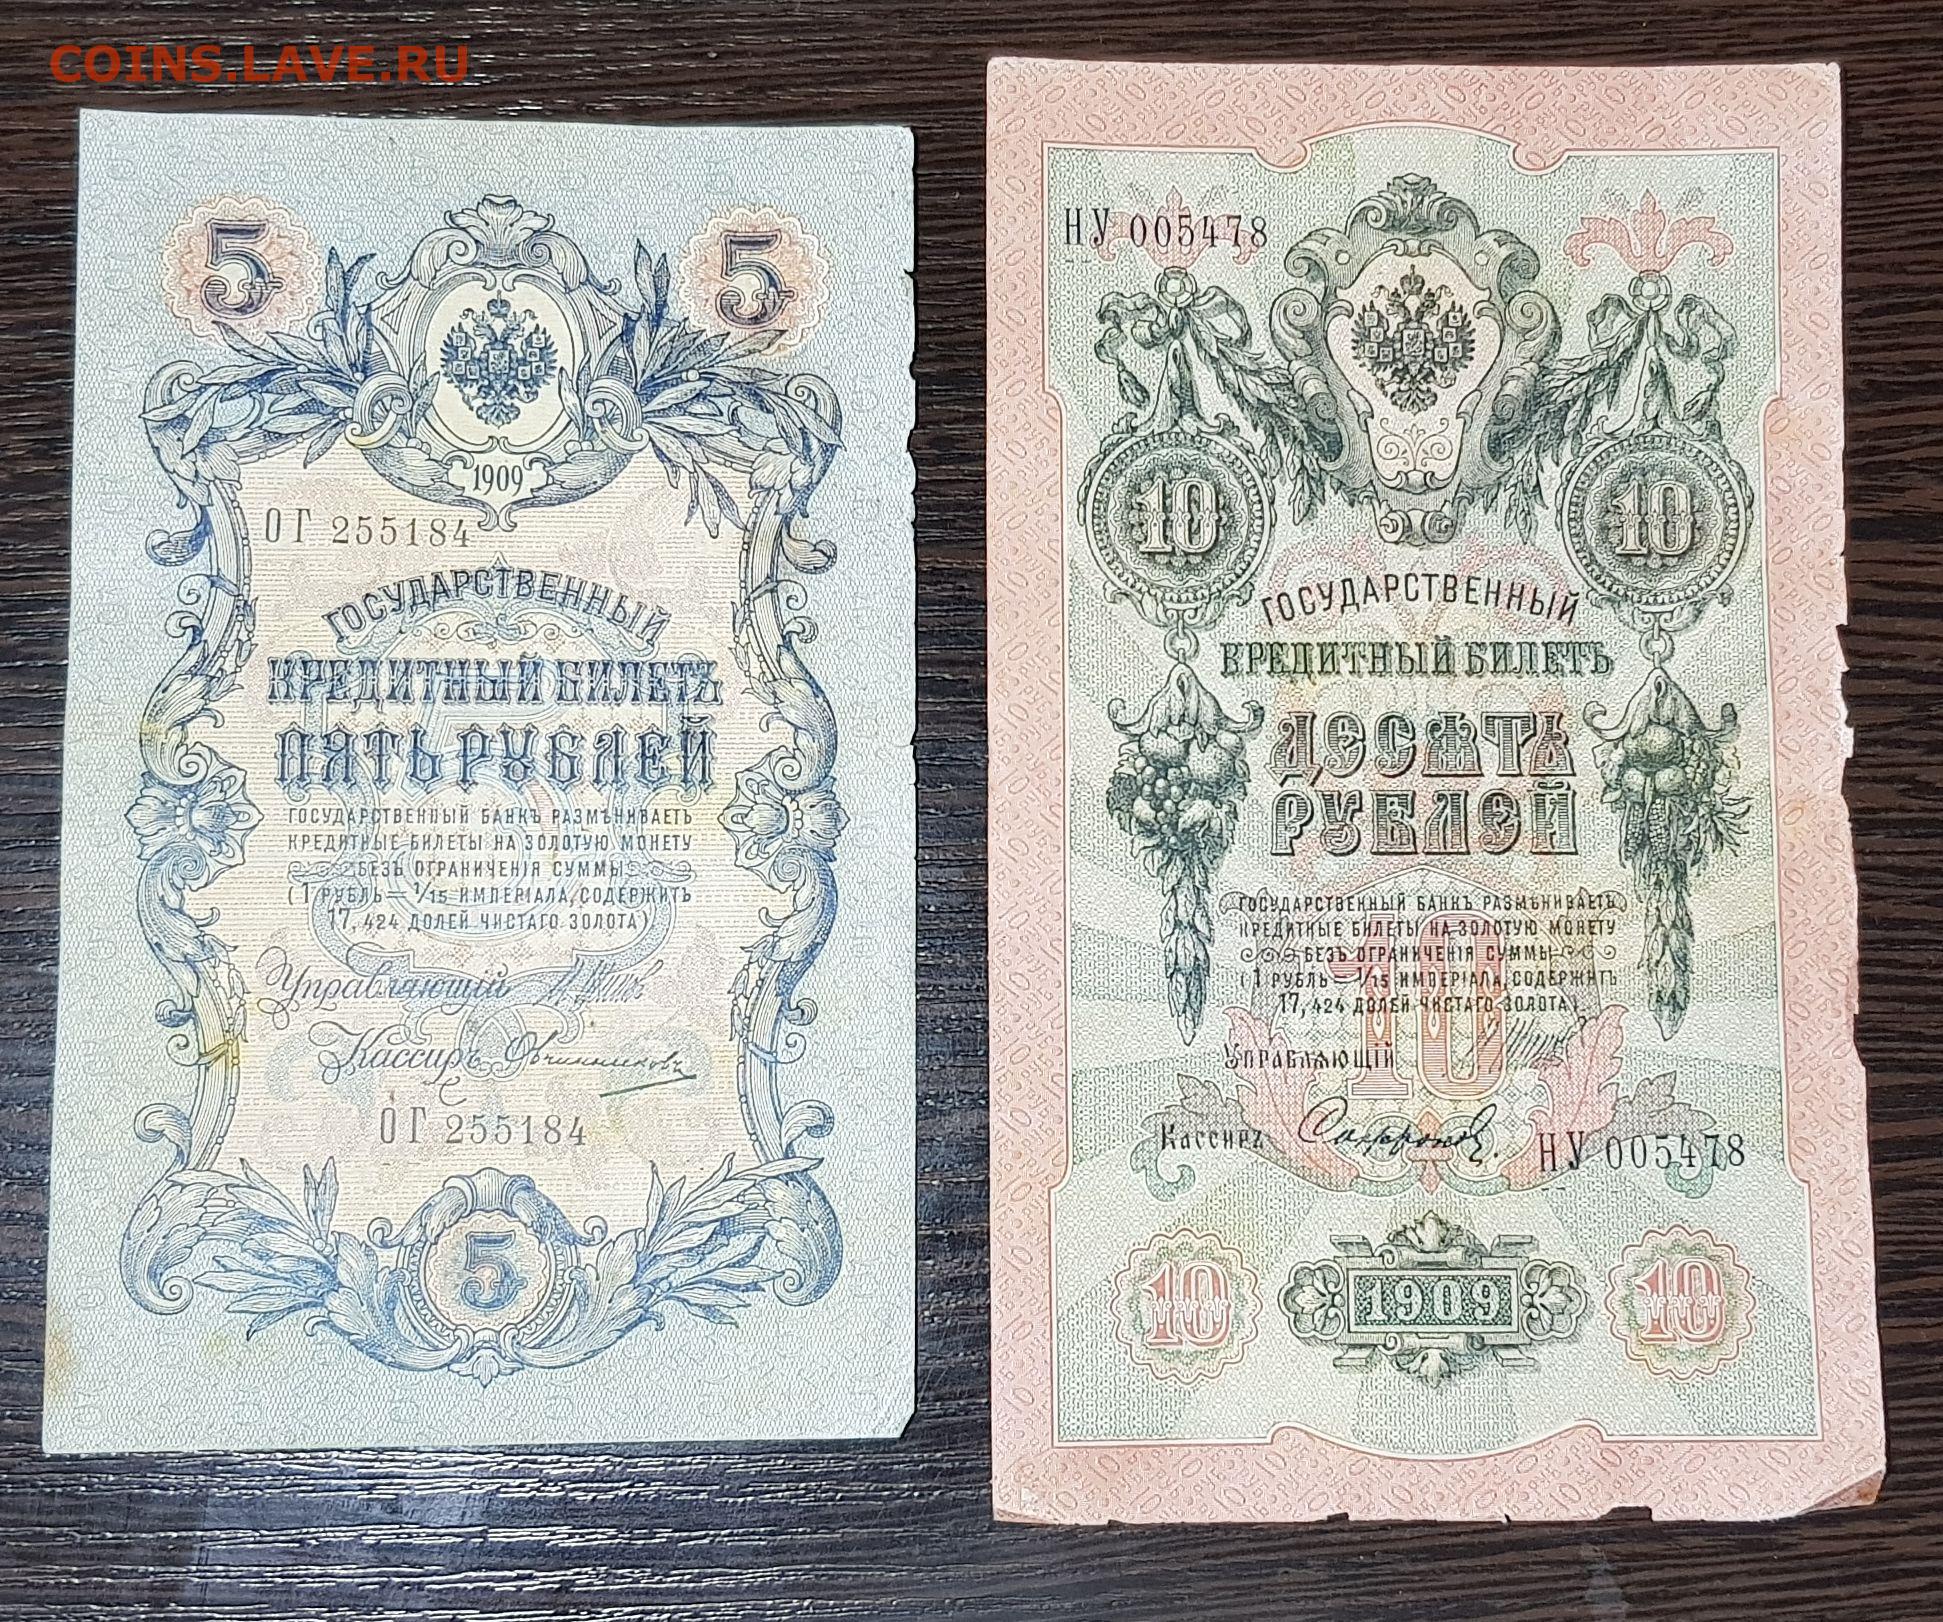 COINS.LAVE.RU
5 5
1909
ОГ 255184
ГОСУДАРСТВЕННЫЙ
КРЕДИТНЫЙ БИЛЕТЪ
ПЯТЬ РУБЛЕЙ
ГОСУДАРСТВЕННЫЙ БАНКЪ РАЗМѢНИВАЕТЪ
КРЕДИТНЫЕ БИЛЕТЫ НА ЗОЛОТУЮ МОНЕТУ
БЕЗЪ ОГРАНИЧЕНІЯ СУММЫ
(1 РУБЛЬ — 1/15 ИМПЕРІАЛА, СОДЕРЖИТЪ
17,424 ДОЛЕЙ ЧИСТАГО ЗОЛОТА)
Управляющій
Кассиръ Овчинниковъ
ОГ 255184
5
НУ 005478
10 10
ГОСУДАРСТВЕННЫЙ
КРЕДИТНЫЙ БИЛЕТЪ
ДЕСЯТЬ
РУБЛЕЙ
ГОСУДАРСТВЕННЫЙ БАНКЪ РАЗМѢНИВАЕТЪ
КРЕДИТНЫЕ БИЛЕТЫ НА ЗОЛОТУЮ МОНЕТУ
БЕЗЪ ОГРАНИЧЕНІЯ СУММЫ
(1 РУБЛЬ — 1/15 ИМПЕРІАЛА, СОДЕРЖИТЪ
17,424 ДОЛЕЙ ЧИСТАГО ЗОЛОТА)
10
УПРАВЛЯЮЩІЙ
Кассиръ Софроновъ
НУ 005478
10 1909 10